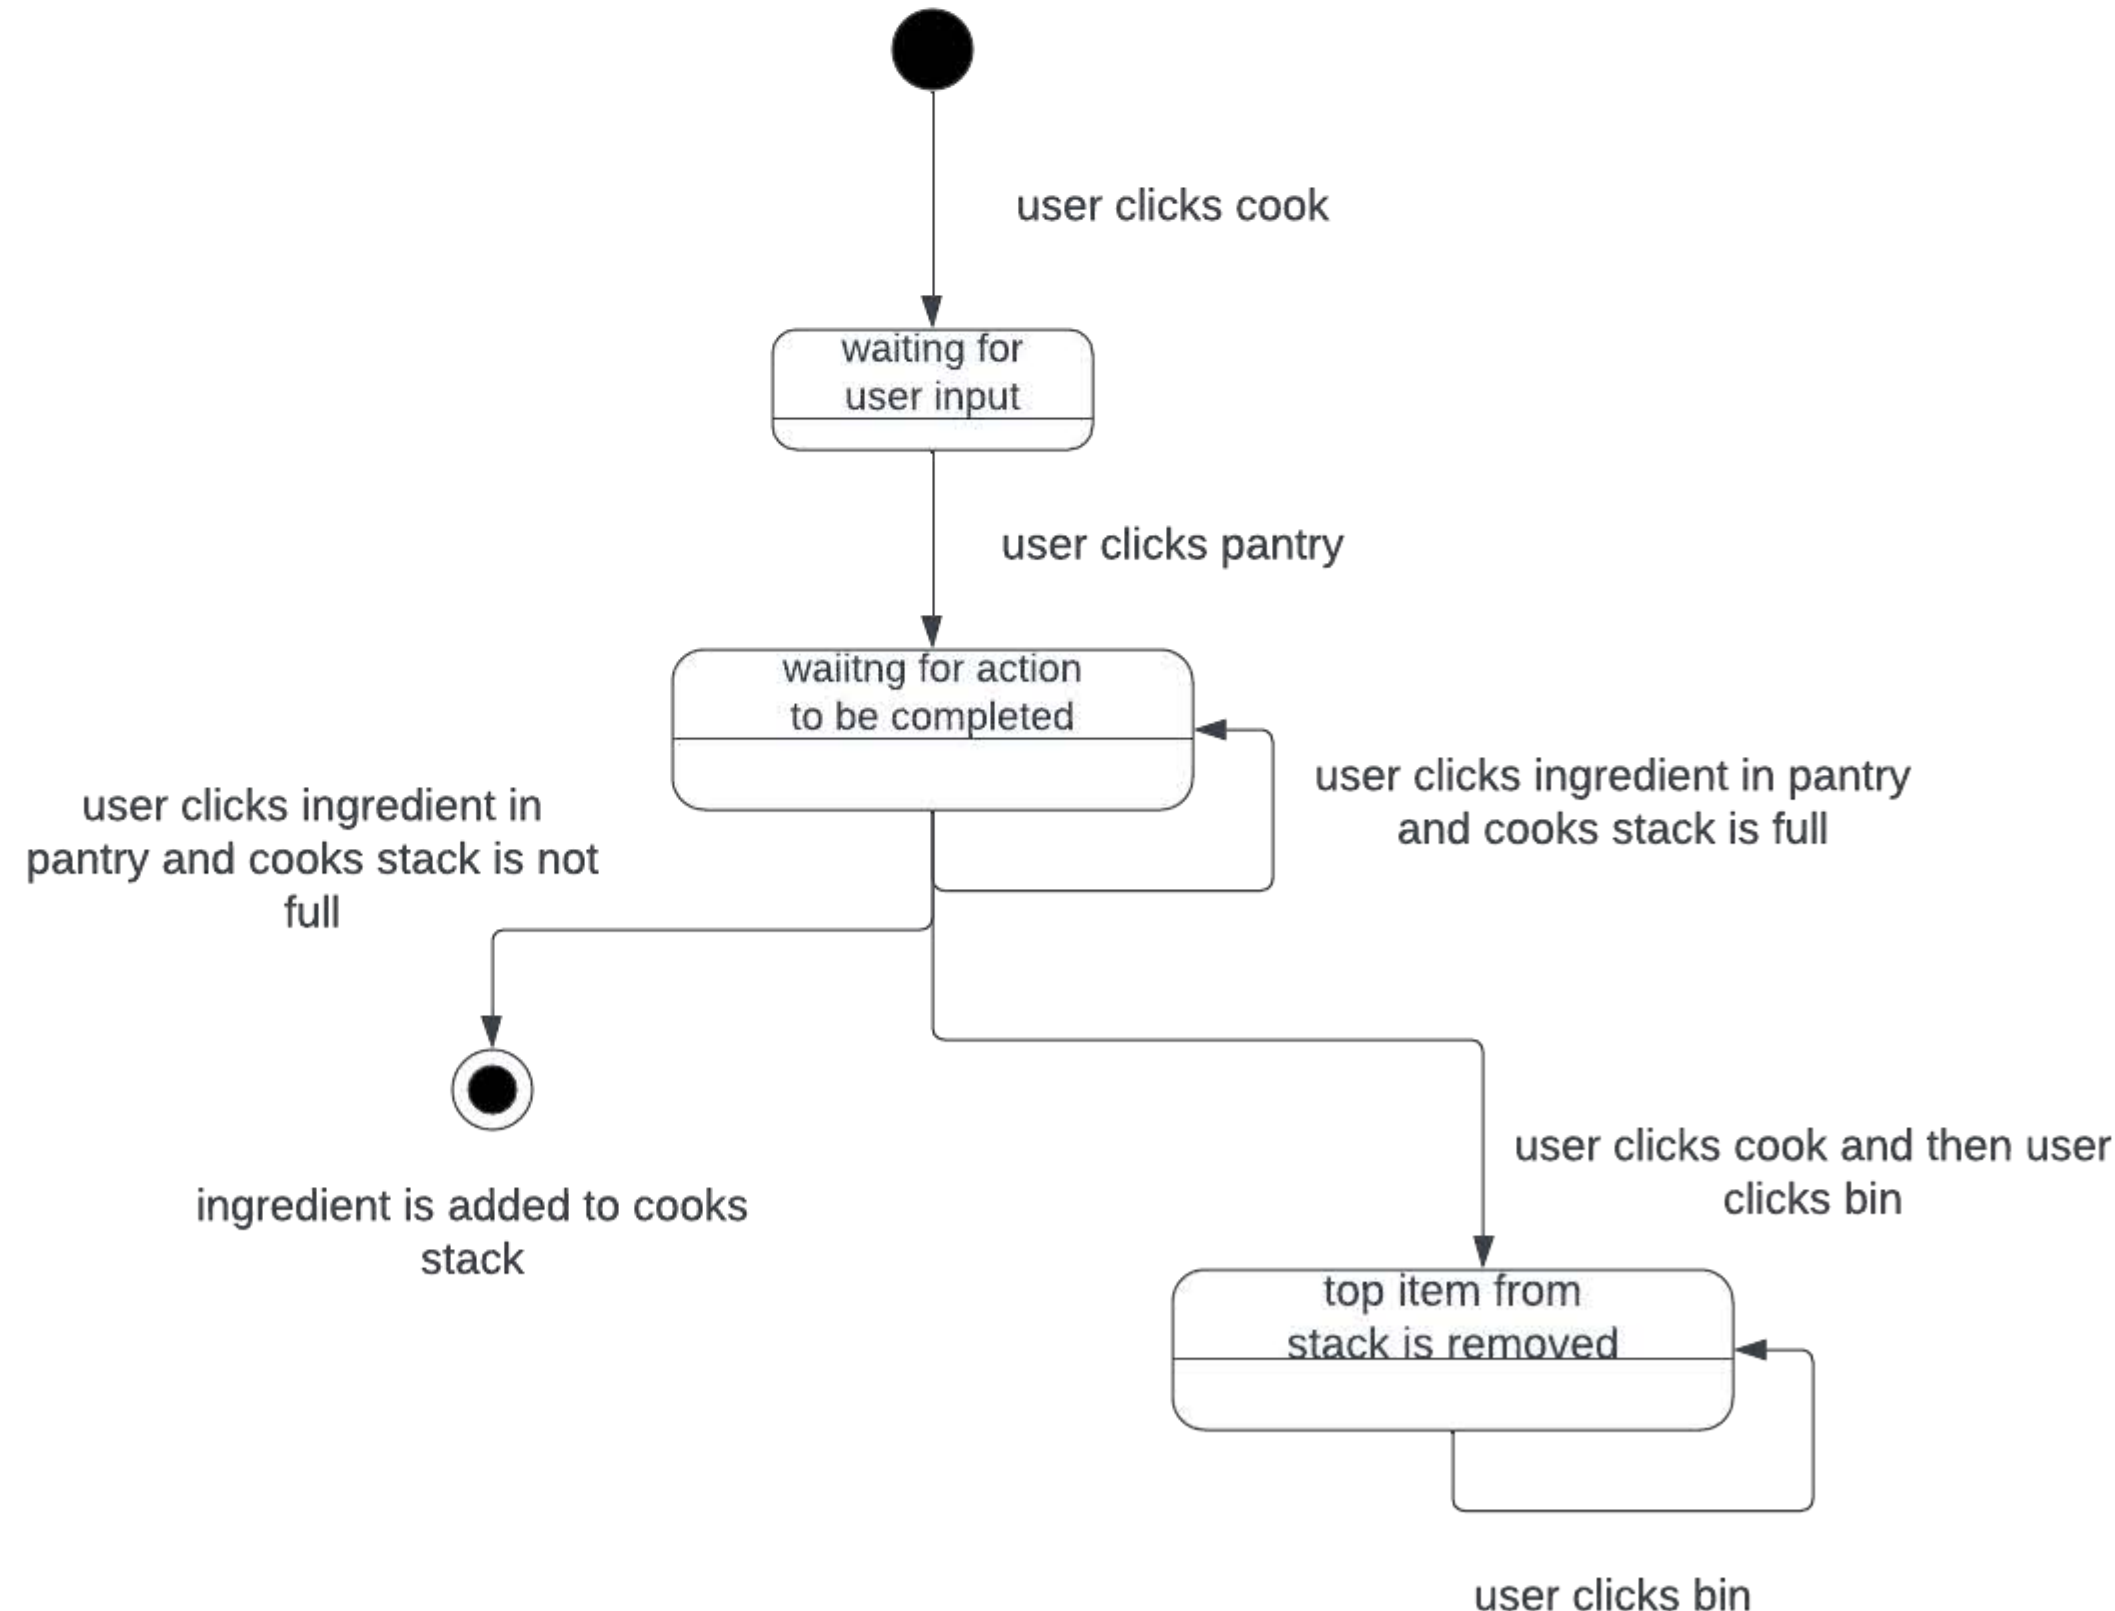 user clicks cook
waiting for
user input
user clicks pantry
waiitng for action
to be completed
user clicks ingredient in pantry
and cooks stack is full
user clicks ingredient in
pantry and cooks stack is not
full
ingredient is added to cooks
stack
user clicks cook and then user
clicks bin
top item from
stack is removed
user clicks bin